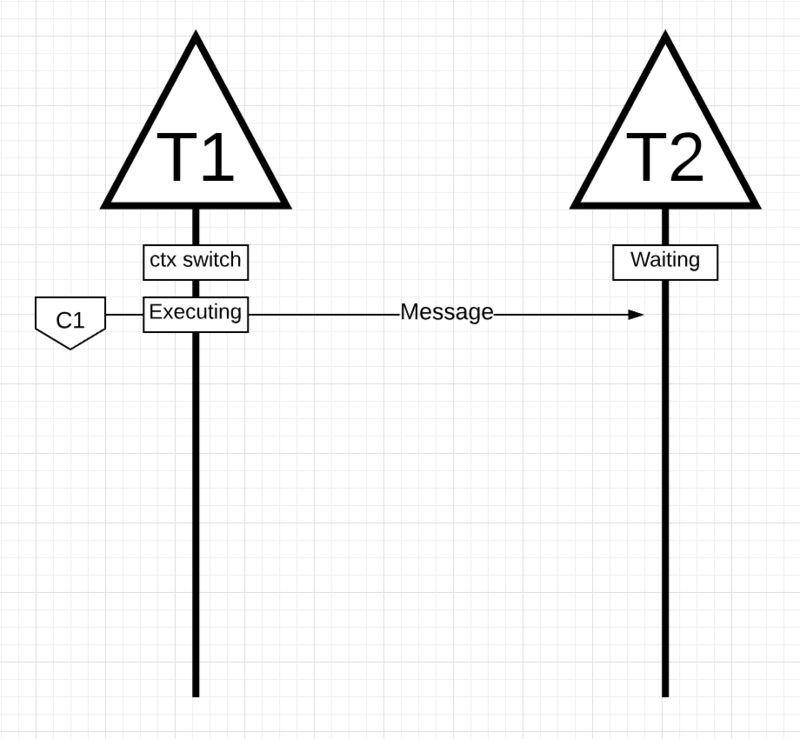 T1
T2
ctx switch
Waiting
C1
Executing
Message